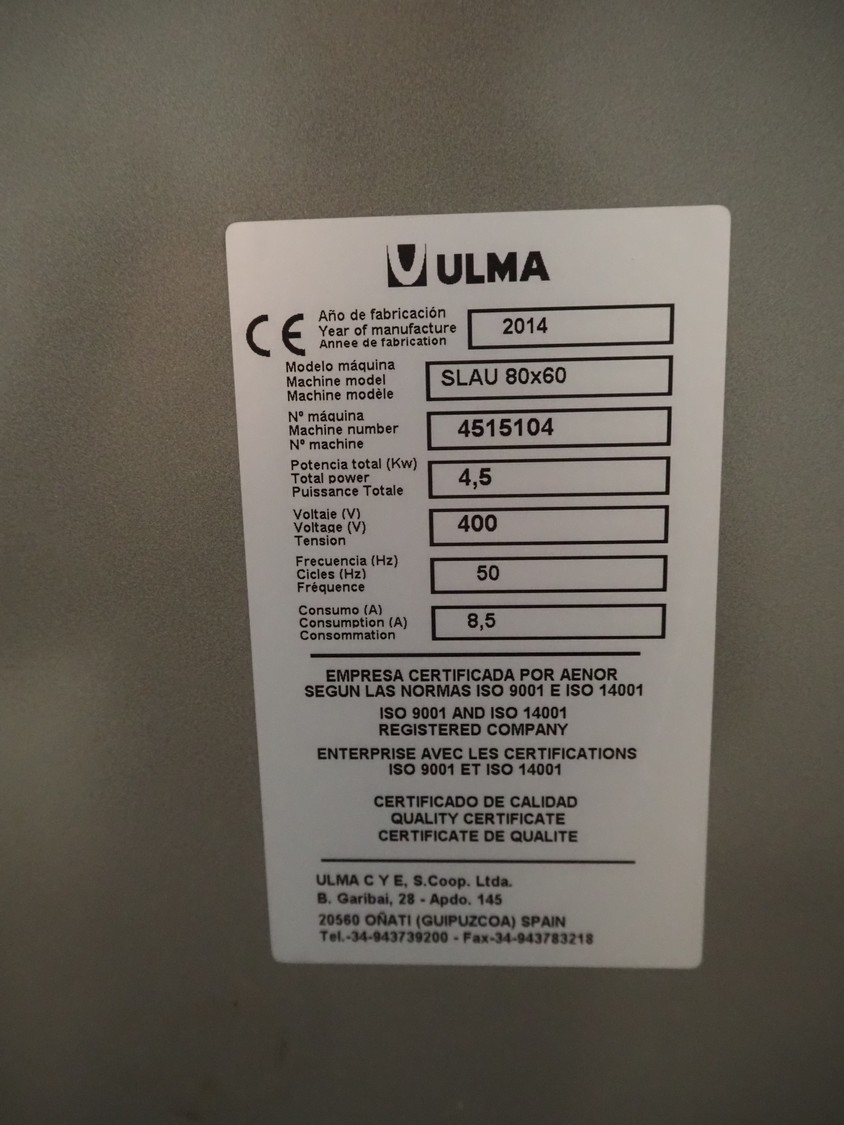 ULMA
CE
Año de fabricación
Year of manufacture
Annee de fabrication
2014
Modelo máquina
Machine model
Machine modèle
SLAU 80x60
Nº máquina
Machine number
Nº machine
4515104
Potencia total (Kw)
Total power
Puissance Totale
4,5
Voltaje (V)
Voltage (V)
Tension
400
Frecuencia (Hz)
Cicles (Hz)
Fréquence
50
Consumo (A)
Consumption (A)
Consommation
8,5
EMPRESA CERTIFICADA POR AENOR
SEGUN LAS NORMAS ISO 9001 E ISO 14001
ISO 9001 AND ISO 14001
REGISTERED COMPANY
ENTERPRISE AVEC LES CERTIFICATIONS
ISO 9001 ET ISO 14001
CERTIFICADO DE CALIDAD
QUALITY CERTIFICATE
CERTIFICATE DE QUALITE
ULMA C Y E, S.Coop. Ltda.
B. Garibai, 28 - Apdo. 145
20560 OÑATI (GUIPUZCOA) SPAIN
Tel.-34-943739200 - Fax-34-943783218